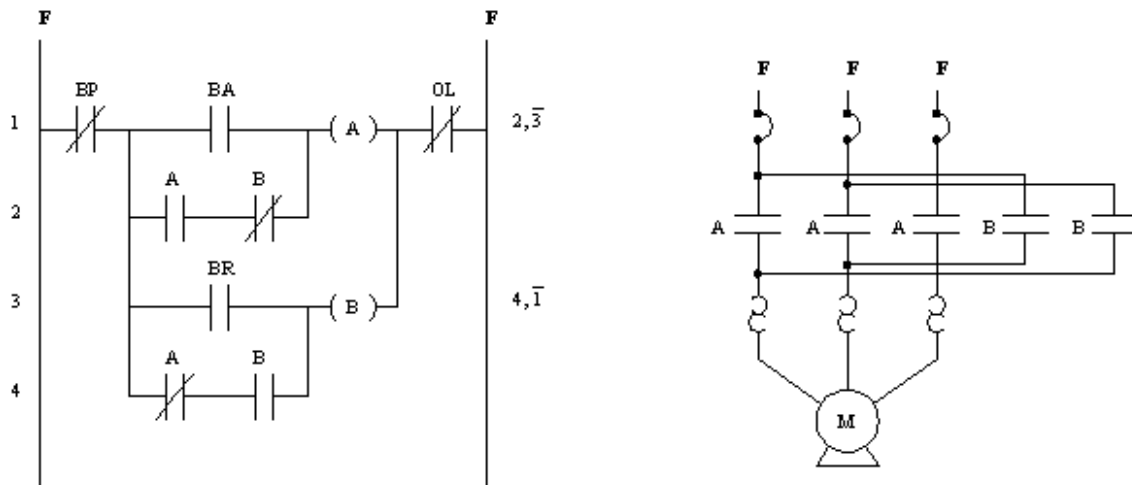 F F
BP BA OL
1 A 2,3̅
A B
2
BR
3 B 4,1̅
A B
4
F F F
A A A B B
M